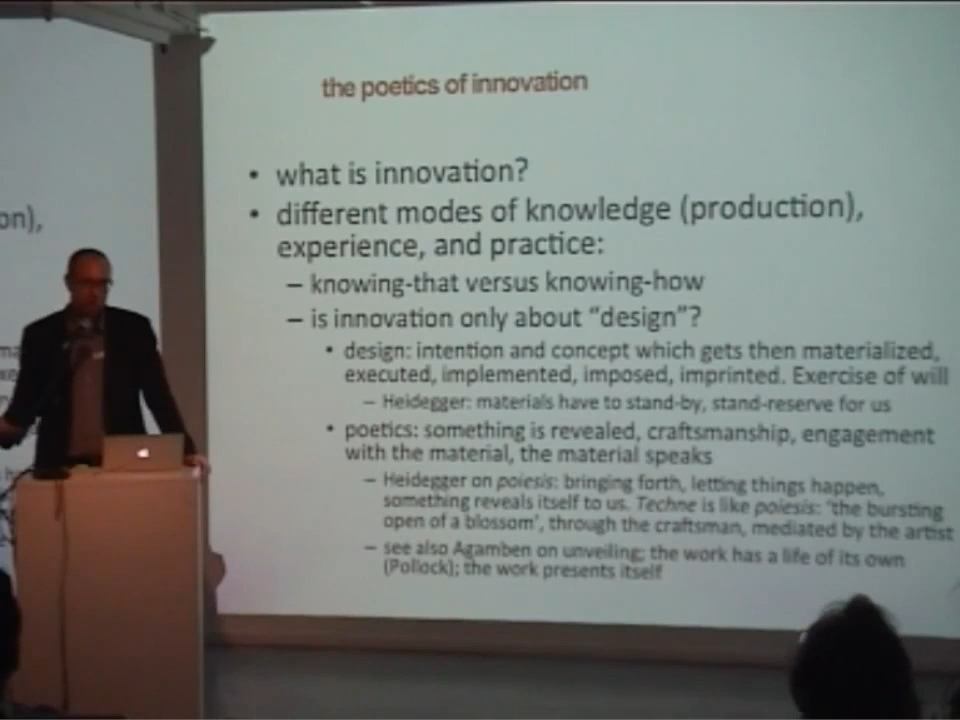 the poetics of innovation
• what is innovation?
• different modes of knowledge (production),
experience, and practice:
– knowing-that versus knowing-how
– is innovation only about “design”?
• design: intention and concept which gets then materialized,
executed, implemented, imposed, imprinted. Exercise of will
– Heidegger: materials have to stand-by, stand-reserve for us
• poetics: something is revealed, craftsmanship, engagement
with the material, the material speaks
– Heidegger on poiesis: bringing forth, letting things happen,
something reveals itself to us. Techne is like poiesis: ‘the bursting
open of a blossom’, through the craftsman, mediated by the artist
– see also Agamben on unveiling; the work has a life of its own
(Pollock); the work presents itself
on),